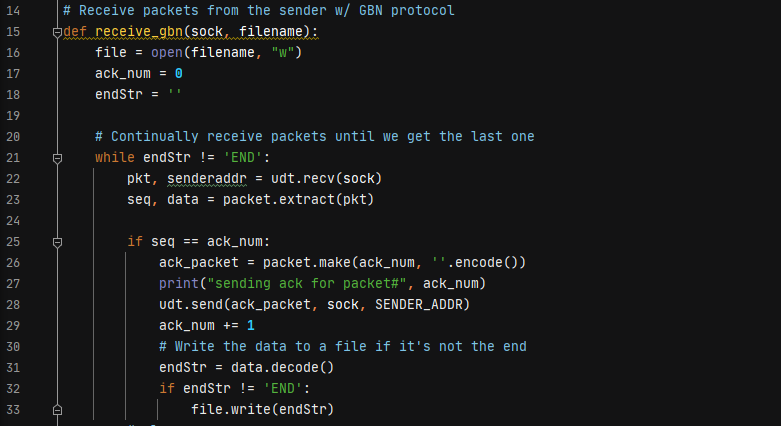 14 # Receive packets from the sender w/ GBN protocol
15 def receive_gbn(sock, filename):
16     file = open(filename, "w")
17     ack_num = 0
18     endStr = ''
19
20     # Continually receive packets until we get the last one
21     while endStr != 'END':
22         pkt, senderaddr = udt.recv(sock)
23         seq, data = packet.extract(pkt)
24
25         if seq == ack_num:
26             ack_packet = packet.make(ack_num, ''.encode())
27             print("sending ack for packet#", ack_num)
28             udt.send(ack_packet, sock, SENDER_ADDR)
29             ack_num += 1
30             # Write the data to a file if it's not the end
31             endStr = data.decode()
32             if endStr != 'END':
33                 file.write(endStr)